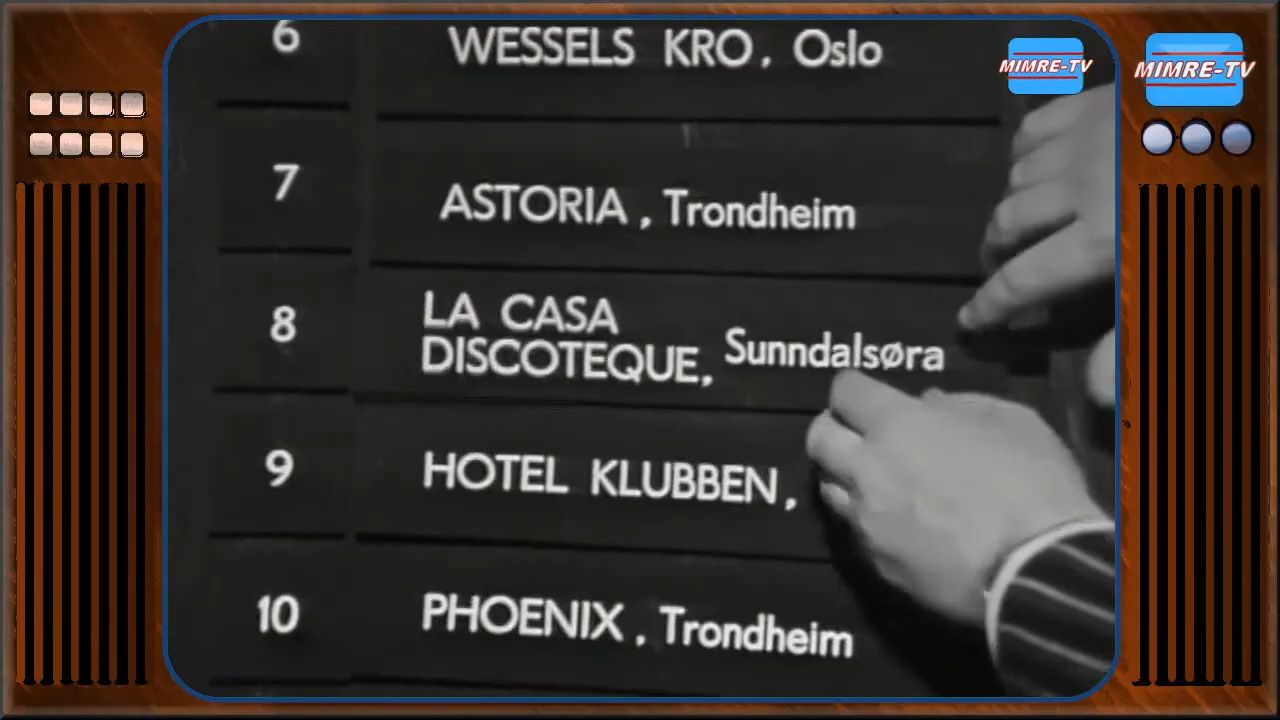 6 WESSELS KRO, Oslo
7 ASTORIA, Trondheim
8 LA CASA
DISCOTEQUE, Sunndalsøra
9 HOTEL KLUBBEN,
10 PHOENIX, Trondheim
MIMRE-TV
MIMRE-TV